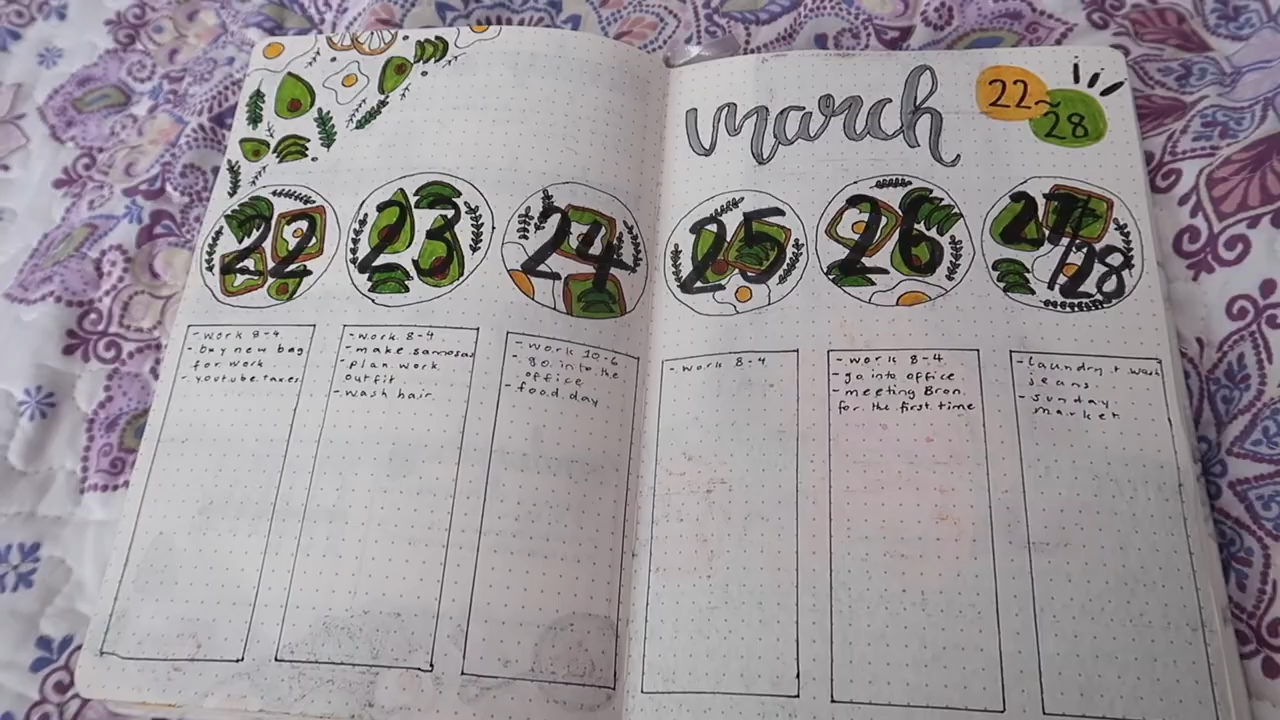 march
22~
28
22
23
24
25
26
27/28
- work 8-4
- buy new bag
for work
- youtube taxes
- work 8-4
- make samosas
- plan work
outfit
- wash hair
- work 10-6
- go into the
office
- food day
- work 8-4
- work 8-4
- go into office
- meeting Bron
for the first time
- laundry + wash
jeans
- sunday
market